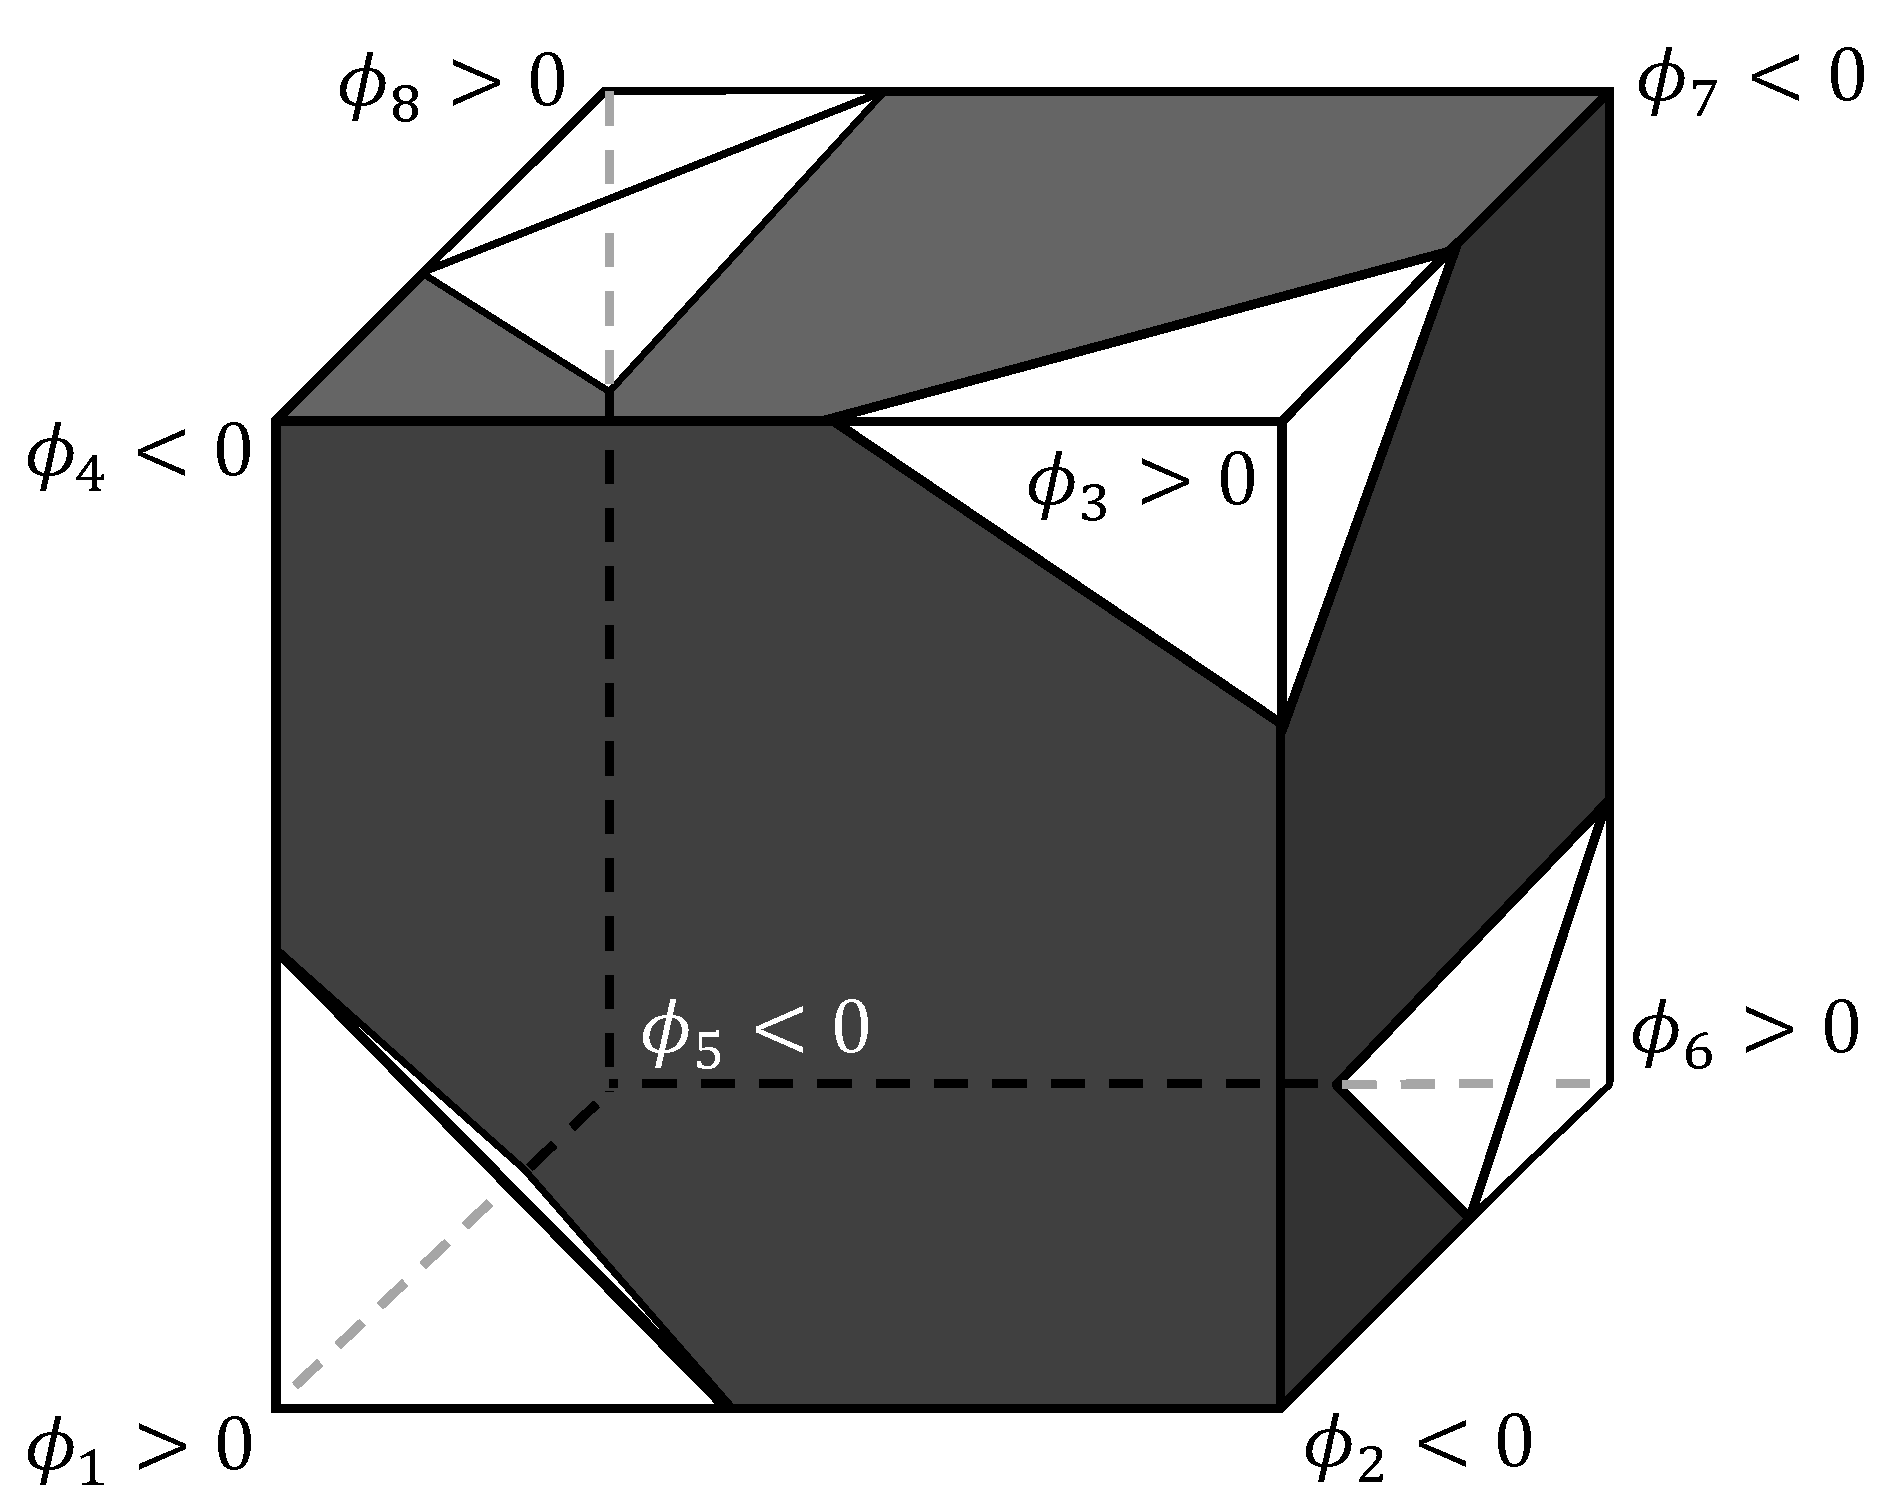 ϕ₈ > 0
ϕ₇ < 0
ϕ₄ < 0
ϕ₃ > 0
ϕ₅ < 0
ϕ₆ > 0
ϕ₁ > 0
ϕ₂ < 0